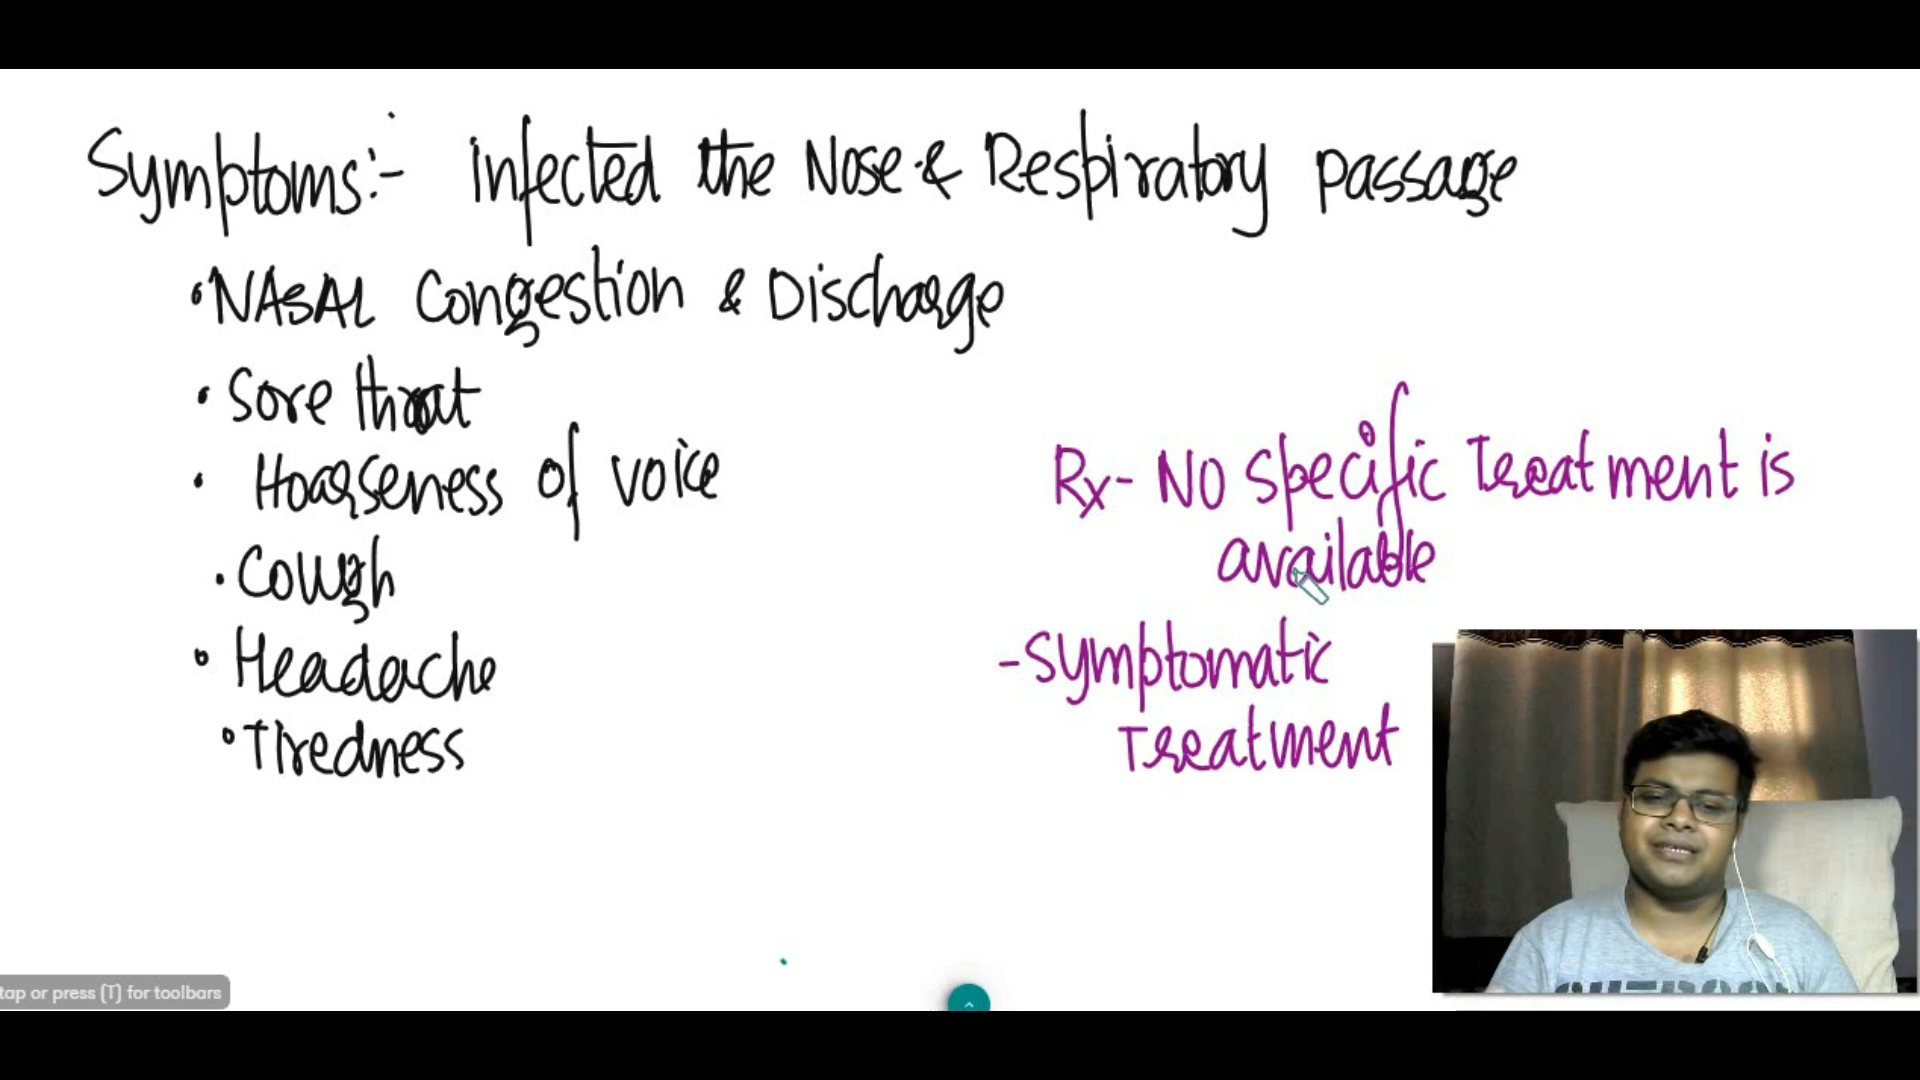 Symptoms:- infected the Nose & Respiratory passage
• NASAL Congestion & Discharge
• Sore throat
• Hoarseness of voice
• Cough
• Headache
• Tiredness
Rx- NO specific Treatment is
available
- Symptomatic
Treatment
tap or press (T) for toolbars